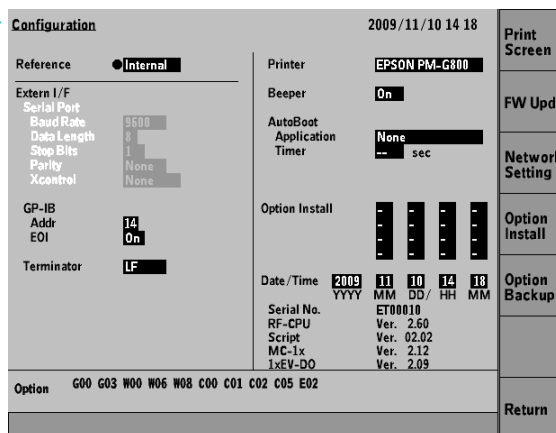 Configuration 2009/11/10 14 18
Reference Internal
Extern I/F
Serial Port
Baud Rate 9600
Data Length 8
Stop Bits 1
Parity None
Xcontrol None
GP-IB
Addr 14
EOI On
Terminator LF
Printer EPSON PM-G800
Beeper On
AutoBoot
Application None
Timer -- sec
Option Install - - - -
- - - -
- - - -
- - - -
Date/Time 2009 11 10 14 18
YYYY MM DD/ HH MM
Serial No. ET00010
RF-CPU Ver. 2.60
Script Ver. 02.02
MC-1x Ver. 2.12
1xEV-DO Ver. 2.09
Option G00 G03 W00 W06 W08 C00 C01 C02 C05 E02
Print
Screen
FW Upd
Networ
Setting
Option
Install
Option
Backup
Return